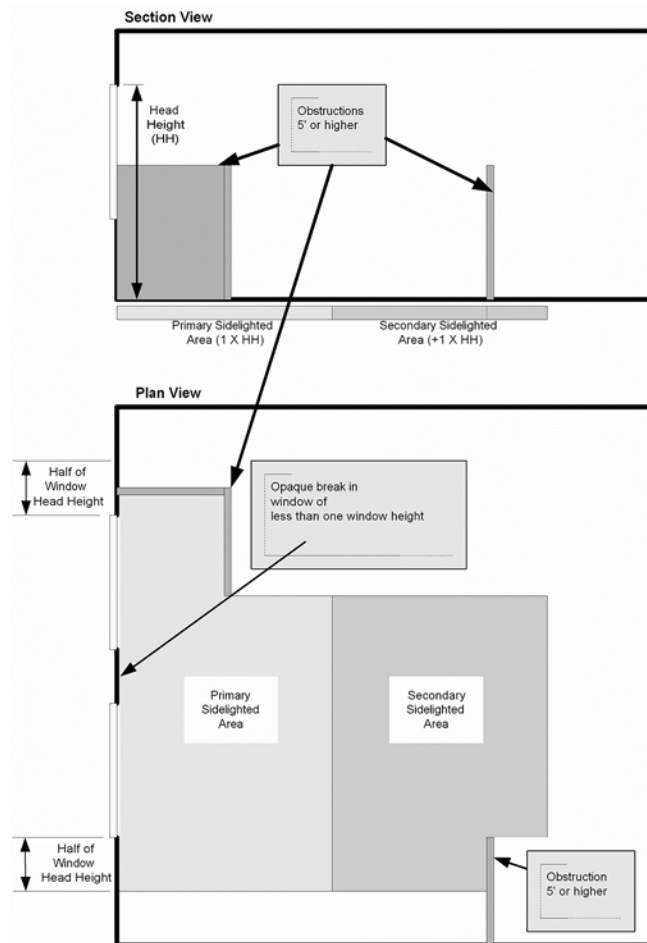 Section View
Head
Height
(HH)
Obstructions
5' or higher
Primary Sidelighted
Area (1 X HH)
Secondary Sidelighted
Area (+1 X HH)
Plan View
Half of
Window
Head Height
Opaque break in
window of
less than one window height
Primary
Sidelighted
Area
Secondary
Sidelighted
Area
Half of
Window
Head Height
Obstruction
5' or higher